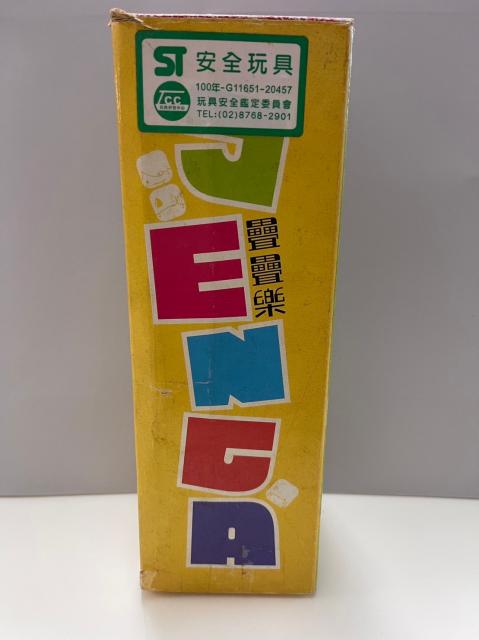 ST 安全玩具
100年-G11651-20457
TCC
玩具安全鑑定委員會
TEL:(02)8768-2901
JENGA
疊疊樂